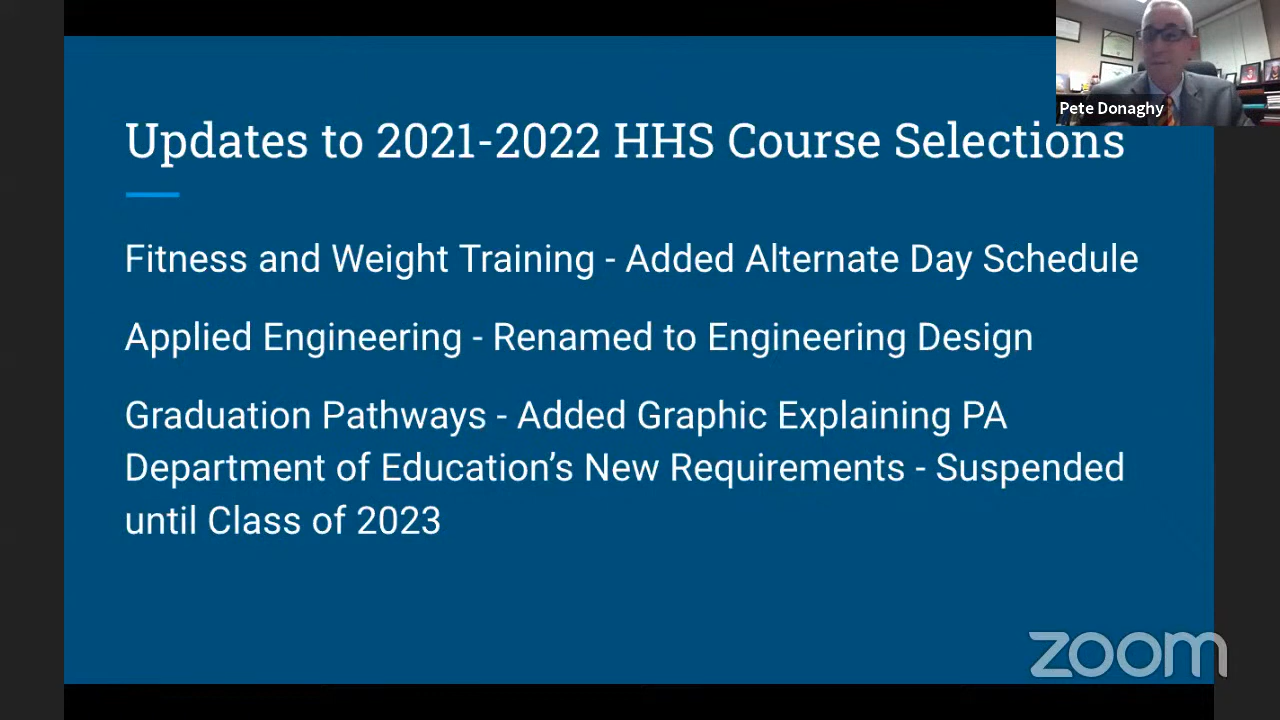 Pete Donaghy
Updates to 2021-2022 HHS Course Selections
Fitness and Weight Training - Added Alternate Day Schedule
Applied Engineering - Renamed to Engineering Design
Graduation Pathways - Added Graphic Explaining PA
Department of Education’s New Requirements - Suspended
until Class of 2023
zoom